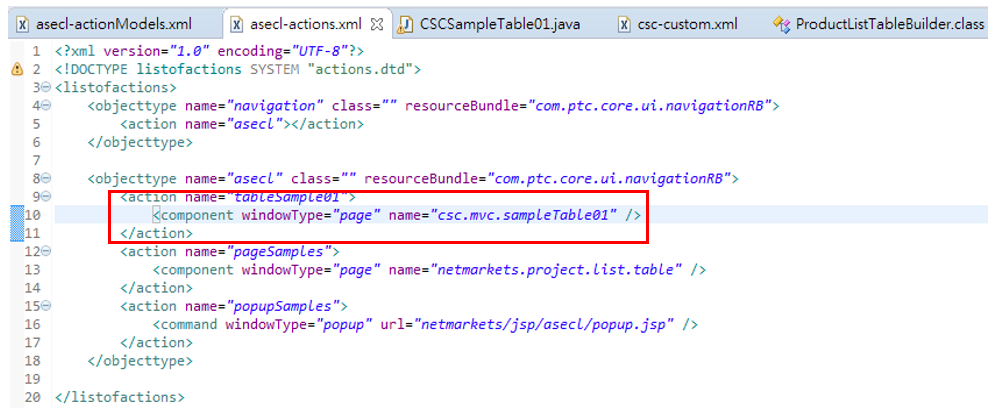 asecl-actionModels.xml asecl-actions.xml CSCSampleTable01.java csc-custom.xml ProductListTableBuilder.class
1 <?xml version="1.0" encoding="UTF-8"?>
2 <!DOCTYPE listofactions SYSTEM "actions.dtd">
3 <listofactions>
4 <objecttype name="navigation" class="" resourceBundle="com.ptc.core.ui.navigationRB">
5 <action name="asecl"></action>
6 </objecttype>
7
8 <objecttype name="asecl" class="" resourceBundle="com.ptc.core.ui.navigationRB">
9 <action name="tableSample01">
10 <component windowType="page" name="csc.mvc.sampleTable01" />
11 </action>
12 <action name="pageSamples">
13 <component windowType="page" name="netmarkets.project.list.table" />
14 </action>
15 <action name="popupSamples">
16 <command windowType="popup" url="netmarkets/jsp/asecl/popup.jsp" />
17 </action>
18 </objecttype>
19
20 </listofactions>